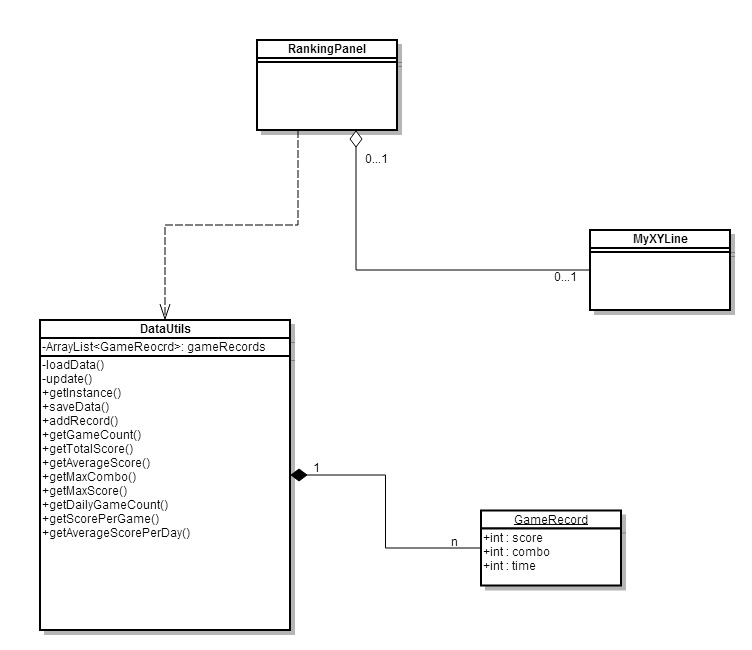 RankingPanel
0...1
MyXYLine
0...1
DataUtils
-ArrayList<GameReocrd>: gameRecords
-loadData()
-update()
+getInstance()
+saveData()
+addRecord()
+getGameCount()
+getTotalScore()
+getAverageScore()
+getMaxCombo()
+getMaxScore()
+getDailyGameCount()
+getScorePerGame()
+getAverageScorePerDay()
1
n
GameRecord
+int : score
+int : combo
+int : time